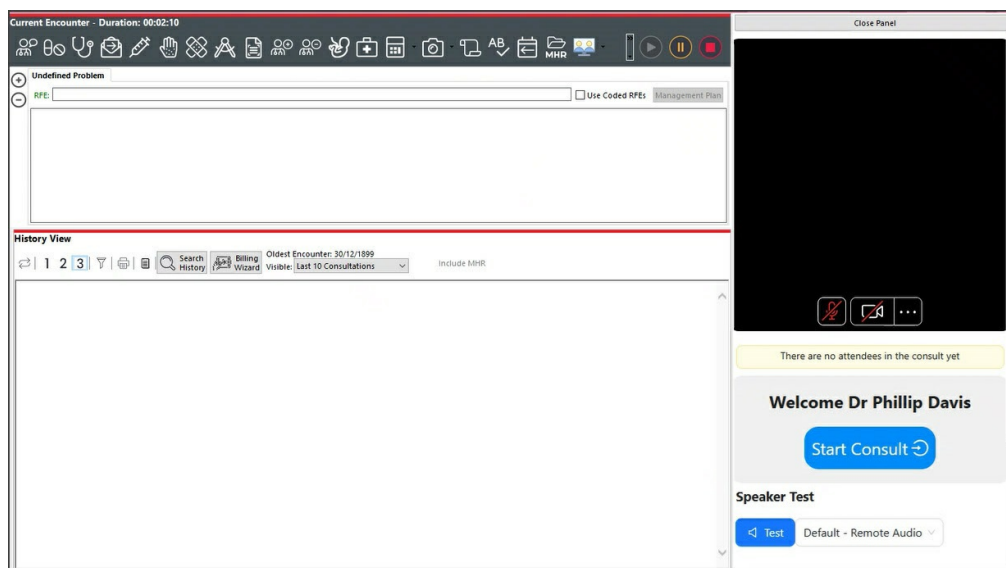 Current Encounter - Duration: 00:02:10
MHR
Undefined Problem
RFE:
Use Coded RFEs
Management Plan
History View
1 2 3
Search History
Billing Wizard
Oldest Encounter: 30/12/1899
Visible: Last 10 Consultations
Include MHR
Close Panel
There are no attendees in the consult yet
Welcome Dr Phillip Davis
Start Consult
Speaker Test
Test
Default - Remote Audio